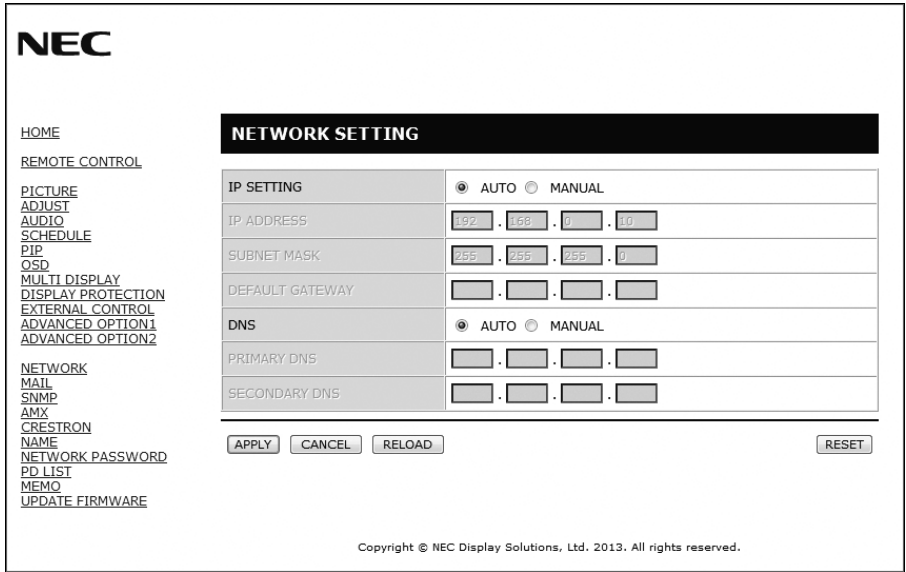 NEC
HOME
REMOTE CONTROL
PICTURE
ADJUST
AUDIO
SCHEDULE
PIP
OSD
MULTI DISPLAY
DISPLAY PROTECTION
EXTERNAL CONTROL
ADVANCED OPTION1
ADVANCED OPTION2
NETWORK
MAIL
SNMP
AMX
CRESTRON
NAME
NETWORK PASSWORD
PD LIST
MEMO
UPDATE FIRMWARE
NETWORK SETTING
IP SETTING AUTO MANUAL
IP ADDRESS 192 . 168 . 0 . 10
SUBNET MASK 255 . 255 . 255 . 0
DEFAULT GATEWAY . . .
DNS AUTO MANUAL
PRIMARY DNS . . .
SECONDARY DNS . . .
APPLY CANCEL RELOAD RESET
Copyright © NEC Display Solutions, Ltd. 2013. All rights reserved.